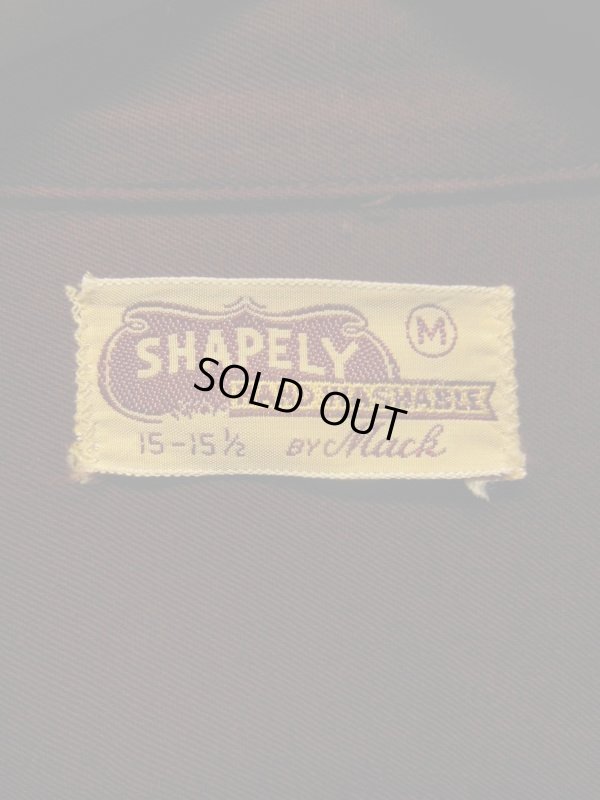 SHAPELY
M
WASHABLE
15-15½ BY Mack
SOLD OUT